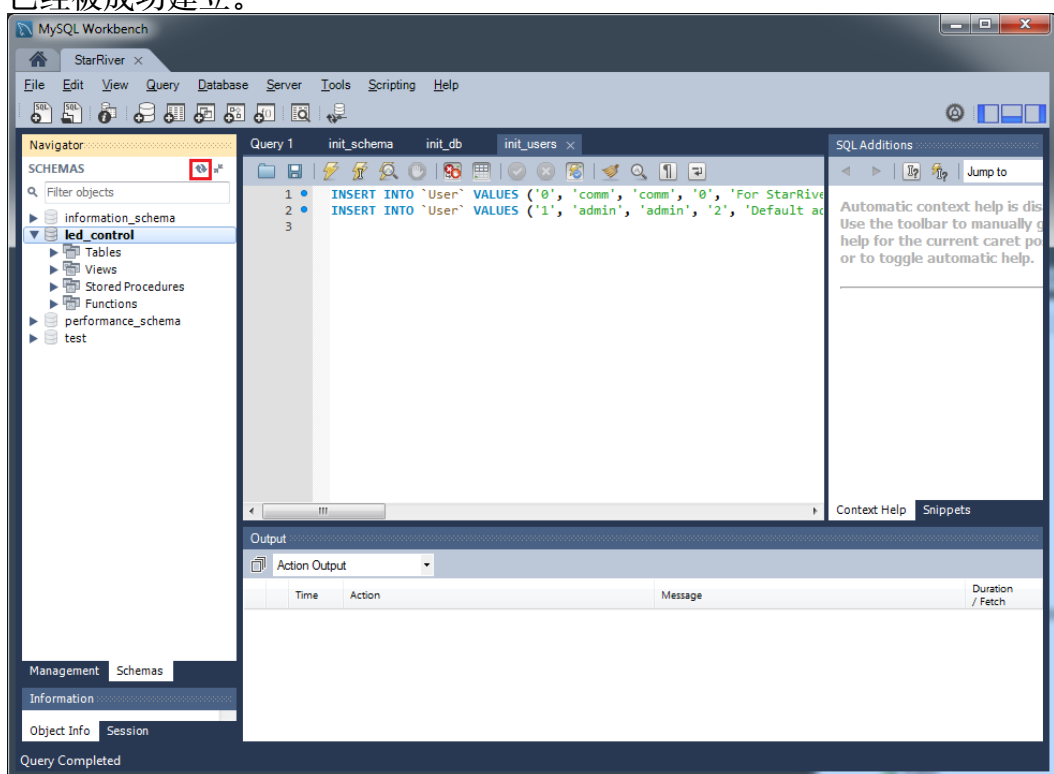 已经被成功建立。
MySQL Workbench
StarRiver
File Edit View Query Database Server Tools Scripting Help
Navigator
SCHEMAS
Filter objects
information_schema
led_control
Tables
Views
Stored Procedures
Functions
performance_schema
test
Management Schemas
Information
Object Info Session
Query Completed
Query 1 init_schema init_db init_users
1 INSERT INTO `User` VALUES ('0', 'comm', 'comm', '0', 'For StarRive
2 INSERT INTO `User` VALUES ('1', 'admin', 'admin', '2', 'Default ad
3
SQL Additions
Jump to
Automatic context help is dis
Use the toolbar to manually g
help for the current caret po
or to toggle automatic help.
Context Help Snippets
Output
Action Output
Time Action Message Duration / Fetch